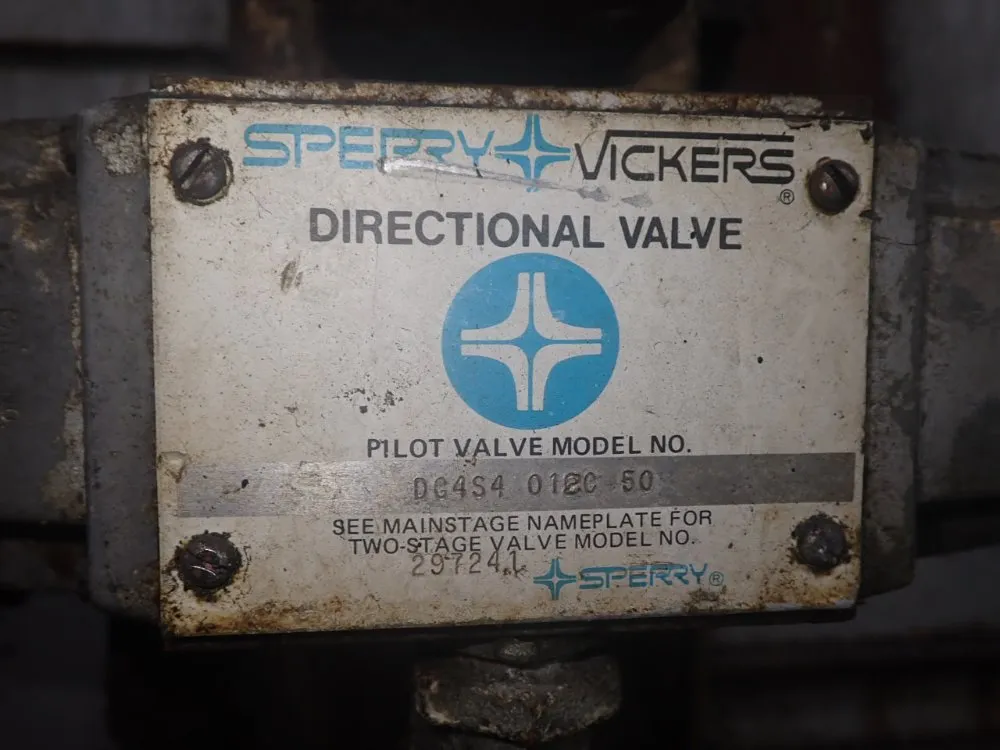 SPERRY VICKERS®
DIRECTIONAL VALVE
PILOT VALVE MODEL NO.
DG4S4 012C 50
SEE MAINSTAGE NAMEPLATE FOR
TWO-STAGE VALVE MODEL NO.
297241
SPERRY®